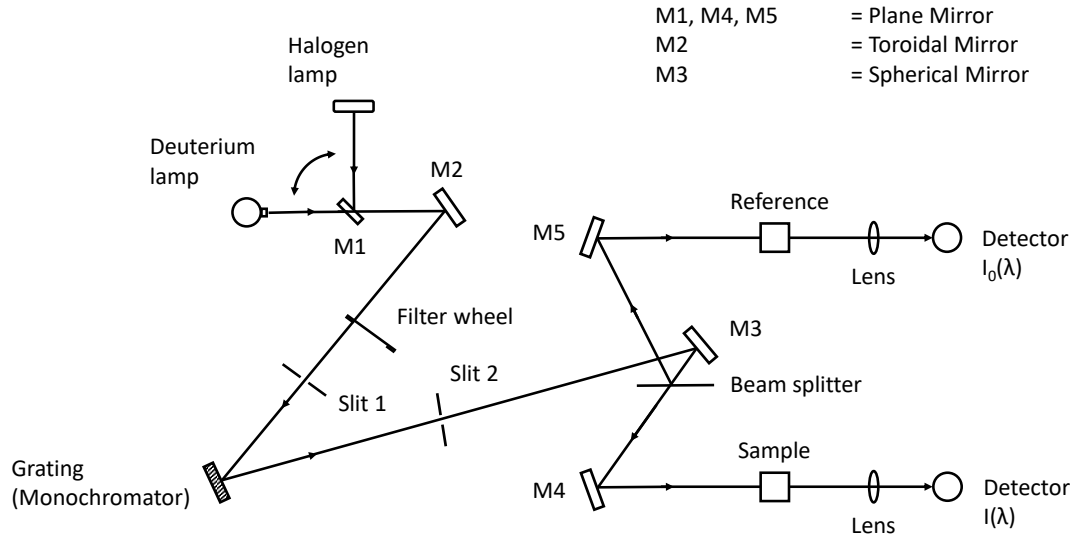 M1, M4, M5 = Plane Mirror
M2 = Toroidal Mirror
M3 = Spherical Mirror
Halogen
lamp
Deuterium
lamp
M2
M1
Reference
M5
Detector
I₀(λ)
Lens
Filter wheel
M3
Slit 2
Beam splitter
Slit 1
Sample
Grating
(Monochromator)
M4
Detector
I(λ)
Lens